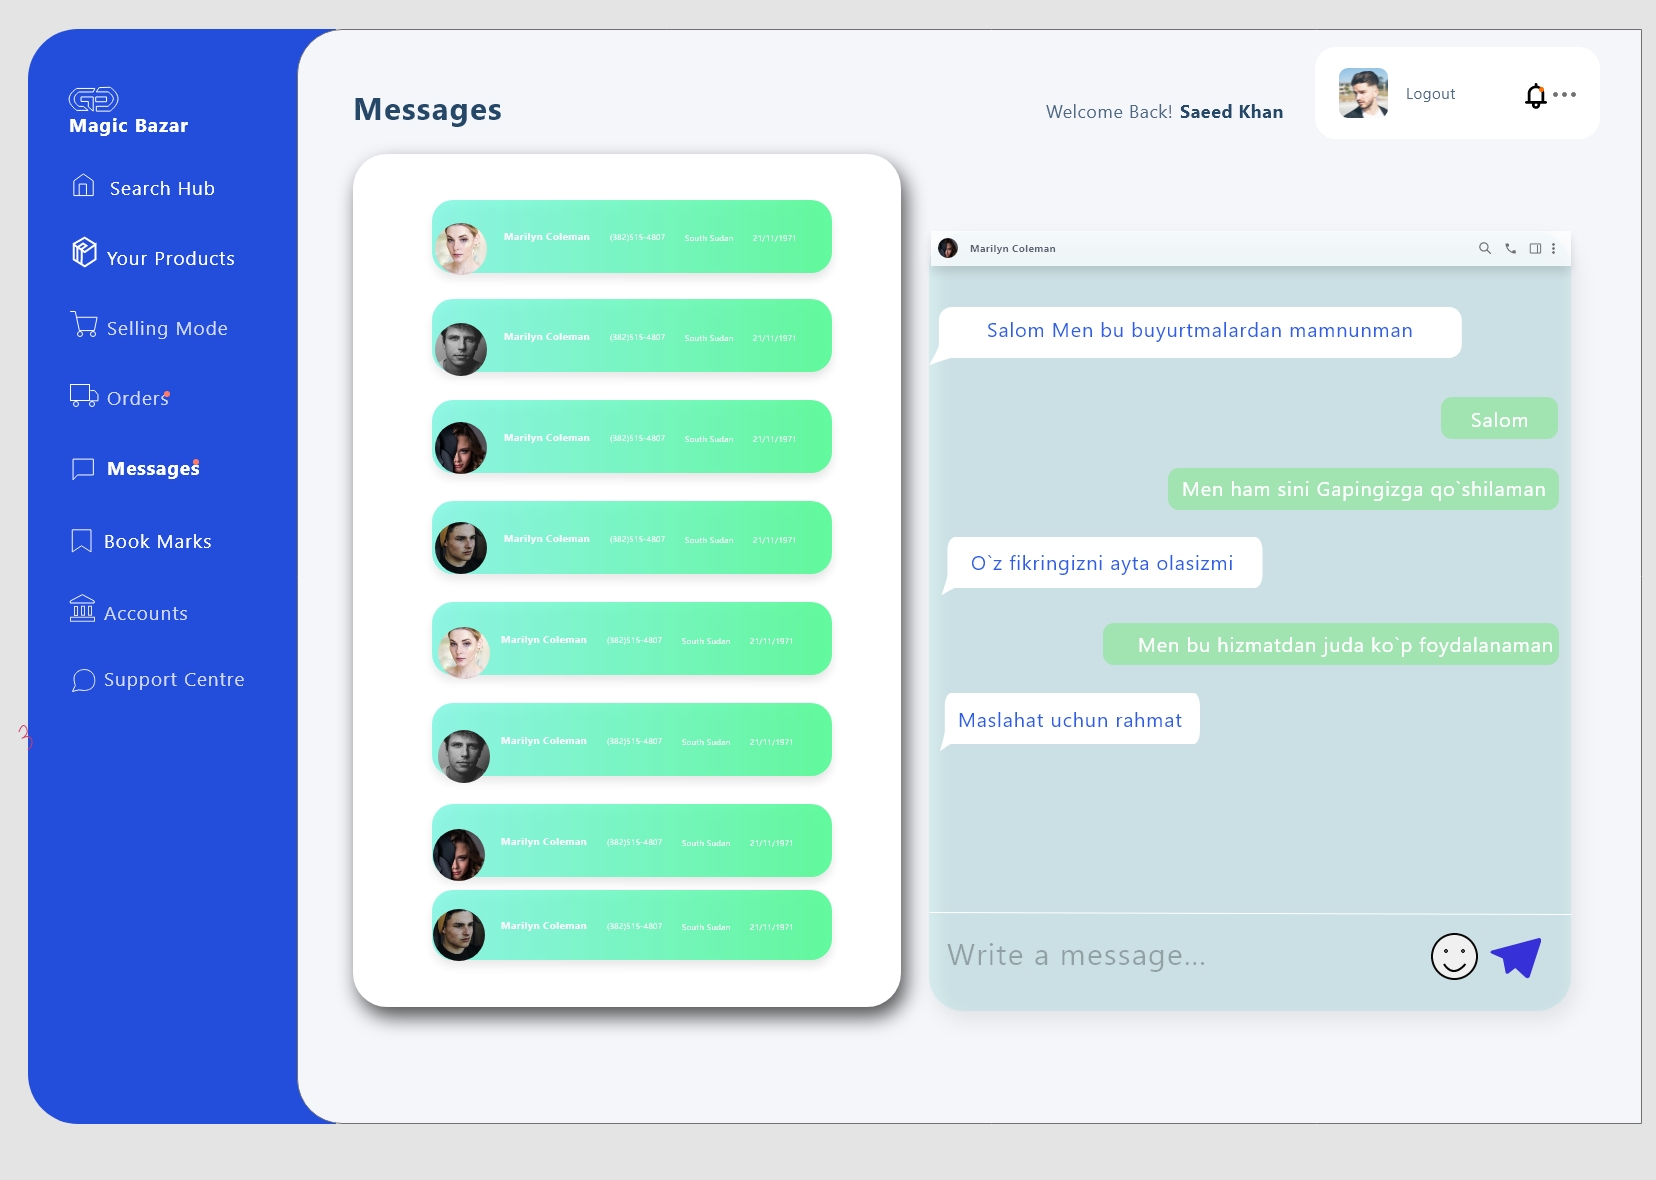 Magic Bazar
Search Hub
Your Products
Selling Mode
Orders
Messages
Book Marks
Accounts
Support Centre
Messages
Welcome Back! Saeed Khan
Logout
Marilyn Coleman (382)515-4807 South Sudan 21/11/1971
Marilyn Coleman (382)515-4807 South Sudan 21/11/1971
Marilyn Coleman (382)515-4807 South Sudan 21/11/1971
Marilyn Coleman (382)515-4807 South Sudan 21/11/1971
Marilyn Coleman (382)515-4807 South Sudan 21/11/1971
Marilyn Coleman (382)515-4807 South Sudan 21/11/1971
Marilyn Coleman (382)515-4807 South Sudan 21/11/1971
Marilyn Coleman (382)515-4807 South Sudan 21/11/1971
Marilyn Coleman
Salom Men bu buyurtmalardan mamnunman
Salom
Men ham sini Gapingizga qo`shilaman
O`z fikringizni ayta olasizmi
Men bu hizmatdan juda ko`p foydalanaman
Maslahat uchun rahmat
Write a message...